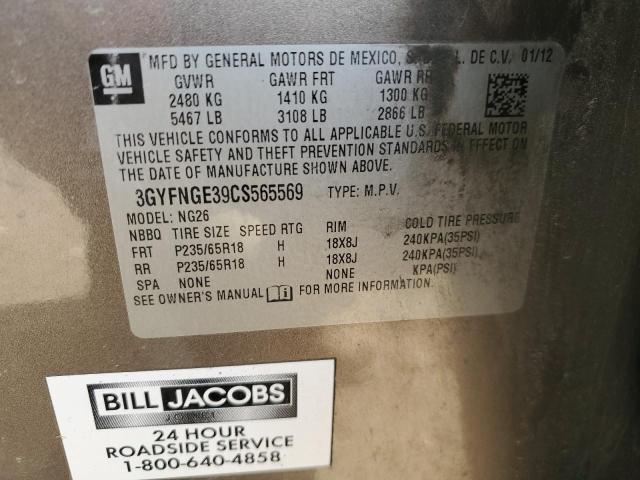 GM
MFD BY GENERAL MOTORS DE MEXICO, S. L. DE C.V. 01/12
GVWR GAWR FRT GAWR RR
2480 KG 1410 KG 1300 KG
5467 LB 3108 LB 2866 LB
THIS VEHICLE CONFORMS TO ALL APPLICABLE U.S. FEDERAL MOTOR
VEHICLE SAFETY AND THEFT PREVENTION STANDARDS IN EFFECT ON
THE DATE OF MANUFACTURE SHOWN ABOVE.
3GYFNGE39CS565569 TYPE: M.P.V.
MODEL: NG26
NBBQ TIRE SIZE SPEED RTG RIM COLD TIRE PRESSURE
FRT P235/65R18 H 18X8J 240KPA(35PSI)
RR P235/65R18 H 18X8J 240KPA(35PSI)
SPA NONE NONE KPA(PSI)
SEE OWNER'S MANUAL FOR MORE INFORMATION.
BILL JACOBS
JOLIET
24 HOUR
ROADSIDE SERVICE
1-800-640-4858